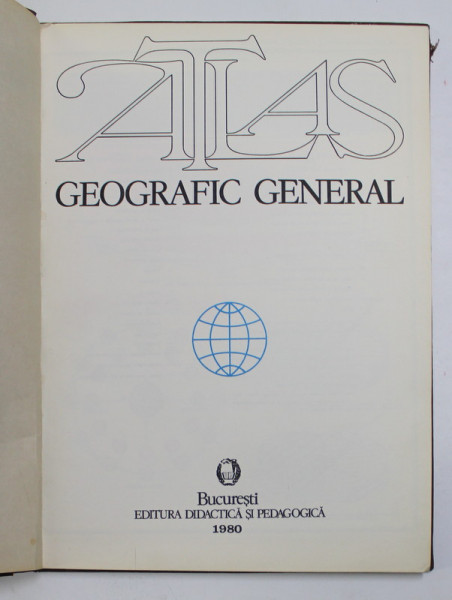 ATLAS
GEOGRAFIC GENERAL
București
EDITURA DIDACTICĂ ȘI PEDAGOGICĂ
1980